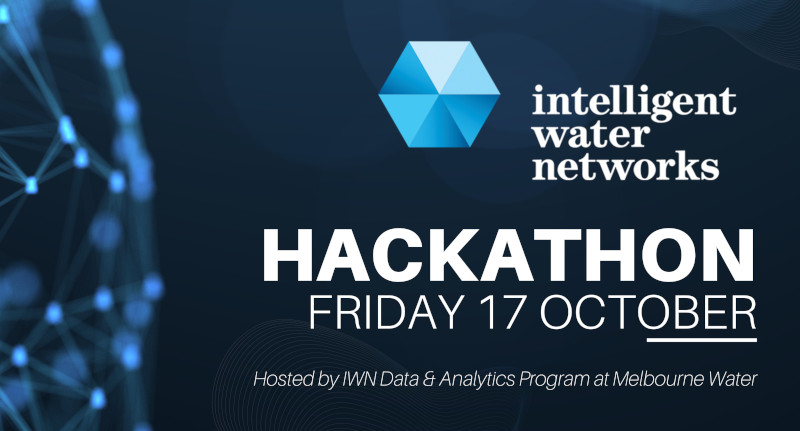 intelligent
water
networks
HACKATHON
FRIDAY 17 OCTOBER
Hosted by IWN Data & Analytics Program at Melbourne Water